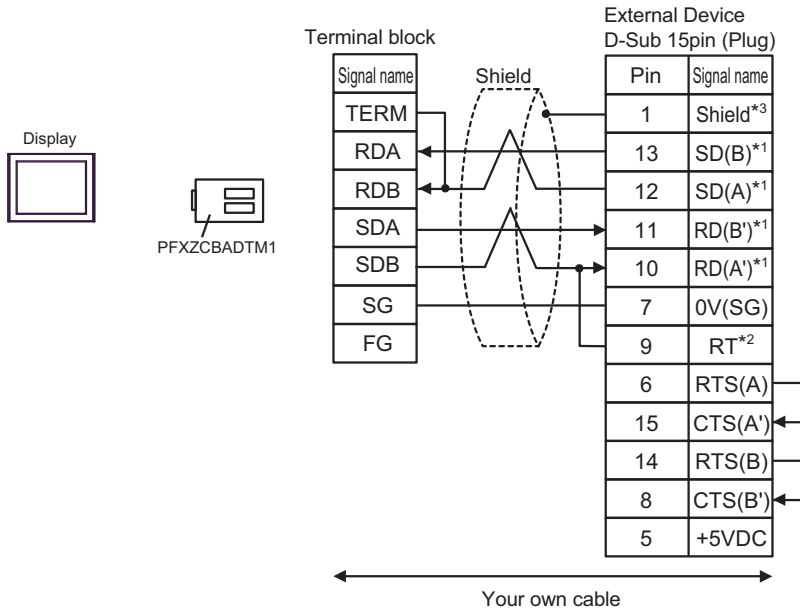 External Device
D-Sub 15pin (Plug)
Terminal block
Signal name
Shield
Pin
Signal name
TERM
1
Shield*3
Display
RDA
13
SD(B)*1
RDB
12
SD(A)*1
PFXZCBADTM1
SDA
11
RD(B')*1
SDB
10
RD(A')*1
SG
7
0V(SG)
FG
9
RT*2
6
RTS(A)
15
CTS(A')
14
RTS(B)
8
CTS(B')
5
+5VDC
Your own cable